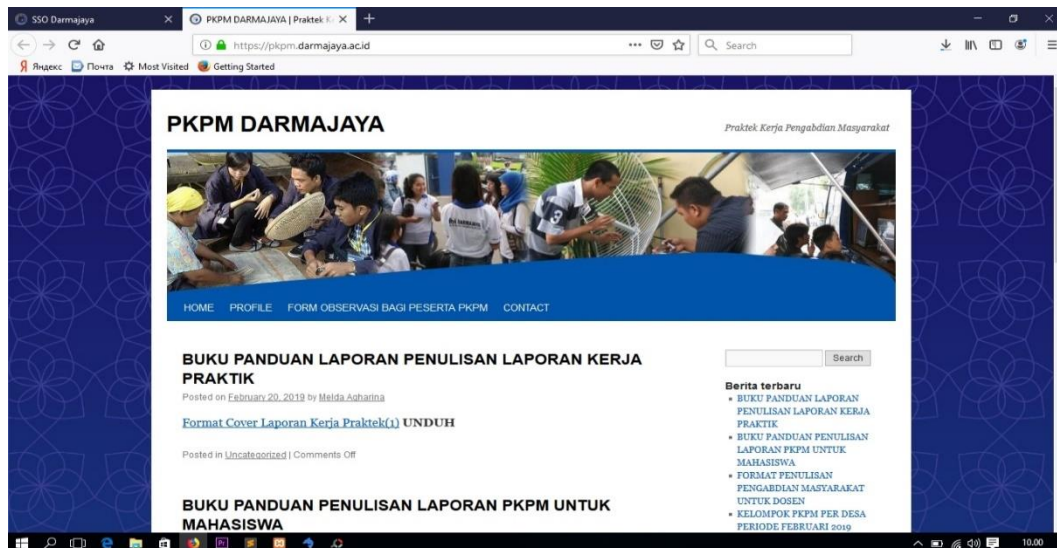 SSO Darmajaya
PKPM DARMAJAYA | Praktek K
https://pkpm.darmajaya.ac.id
Search
Яндекс Почта Most Visited Getting Started
PKPM DARMAJAYA
Praktek Kerja Pengabdian Masyarakat
HOME PROFILE FORM OBSERVASI BAGI PESERTA PKPM CONTACT
BUKU PANDUAN LAPORAN PENULISAN LAPORAN KERJA
PRAKTIK
Posted on February 20, 2019 by Melda Agharina
Format Cover Laporan Kerja Praktek(1) UNDUH
Posted in Uncategorized | Comments Off
BUKU PANDUAN PENULISAN LAPORAN PKPM UNTUK
MAHASISWA
Search
Berita terbaru
BUKU PANDUAN LAPORAN
PENULISAN LAPORAN KERJA
PRAKTIK
BUKU PANDUAN PENULISAN
LAPORAN PKPM UNTUK
MAHASISWA
FORMAT PENULISAN
PENGABDIAN MASYARAKAT
UNTUK DOSEN
KELOMPOK PKPM PER DESA
PERIODE FEBRUARI 2019
10.00